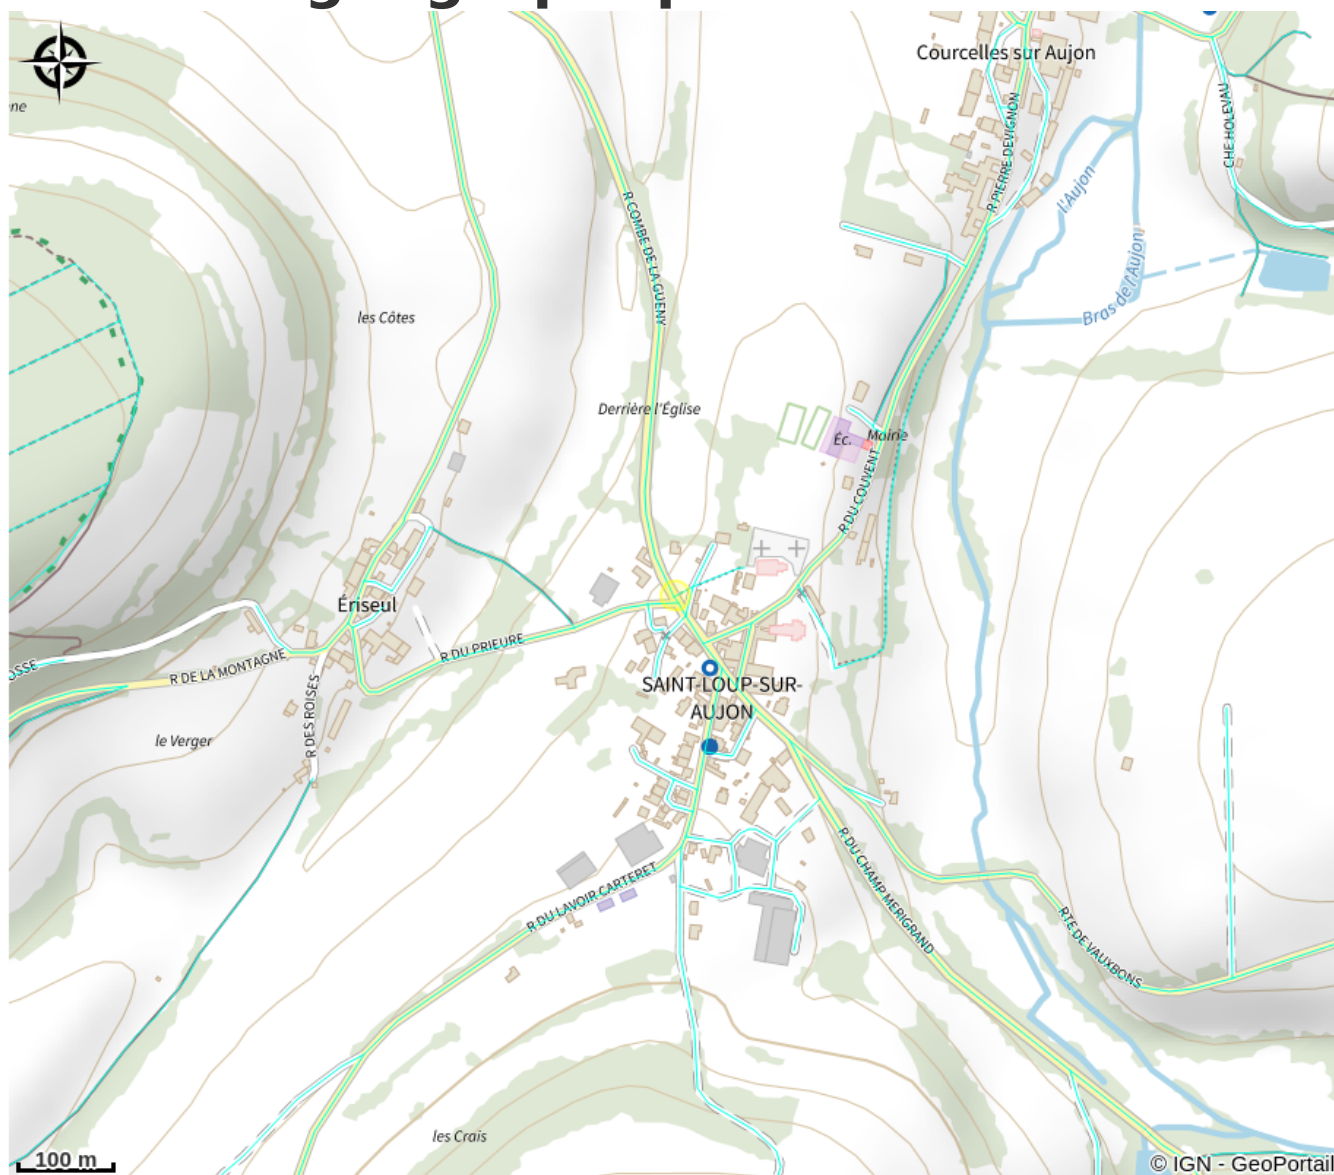 Courcelles sur Aujon
ne
CHE HOLEVAU
R PIERRE DEVIGNON
l'Aujon
R COMBE DE LA GUENY
Bras de l'Aujon
les Côtes
Derrière l'Église
Éc.
Mairie
R DU COUVENT
Ériseul
R DU PRIEURE
OSSE
R DE LA MONTAGNE
R DES ROISES
SAINT-LOUP-SUR-
AUJON
le Verger
R DU LAVOIR CARTERET
R DU CHAMP MERIGRAND
RTE DE VAUXBONS
les Crais
100 m
© IGN - GeoPortail